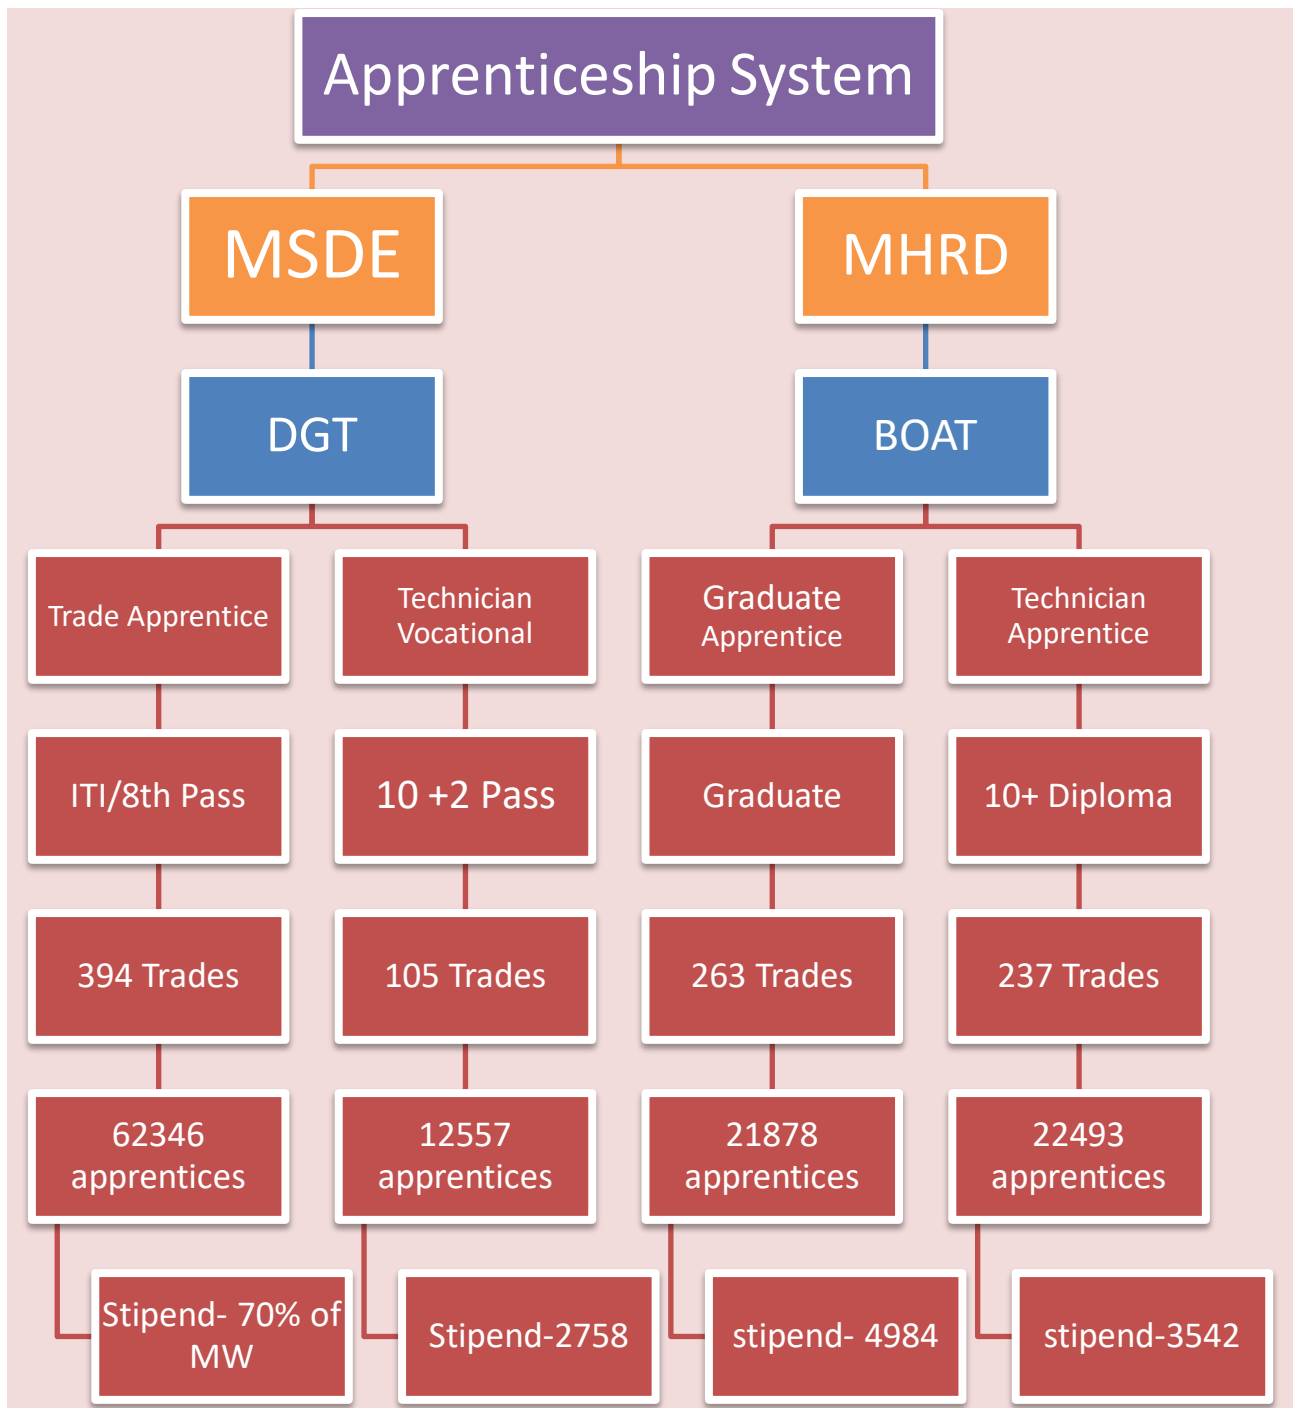 Apprenticeship System
MSDE
MHRD
DGT
BOAT
Trade Apprentice
Technician
Vocational
Graduate
Apprentice
Technician
Apprentice
ITI/8th Pass
10 +2 Pass
Graduate
10+ Diploma
394 Trades
105 Trades
263 Trades
237 Trades
62346
apprentices
12557
apprentices
21878
apprentices
22493
apprentices
Stipend- 70% of
MW
Stipend-2758
stipend- 4984
stipend-3542